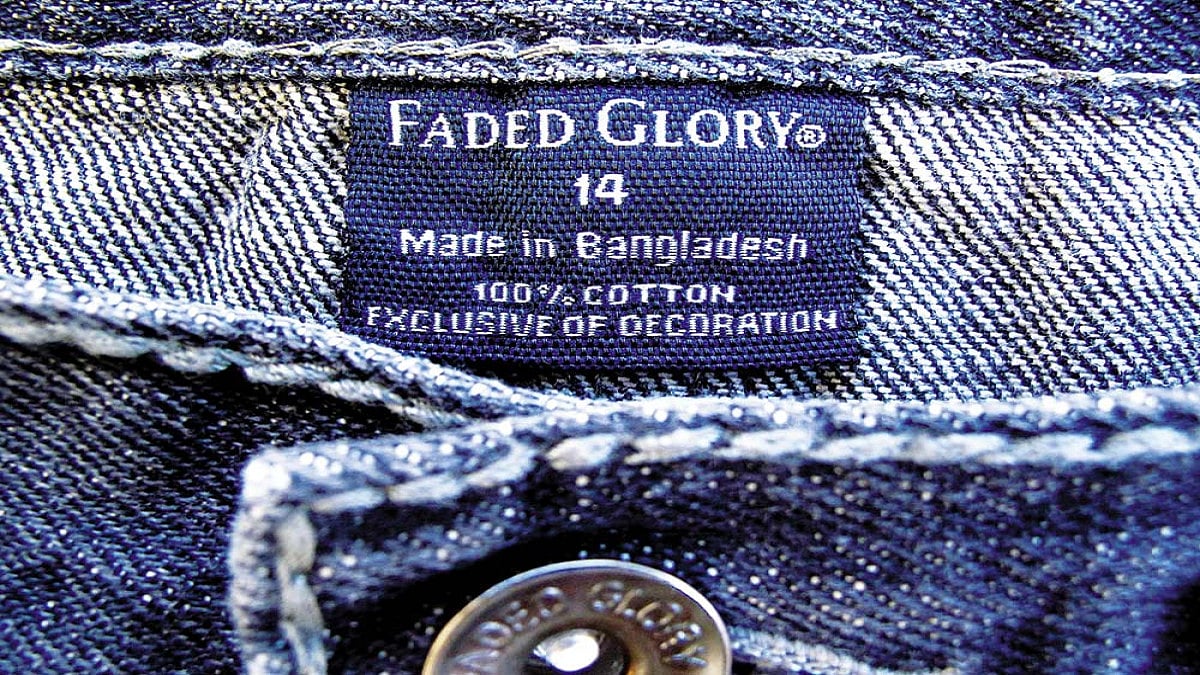 FADED GLORY®
14
Made in Bangladesh
100% COTTON
EXCLUSIVE OF DECORATION
FADED GLORY